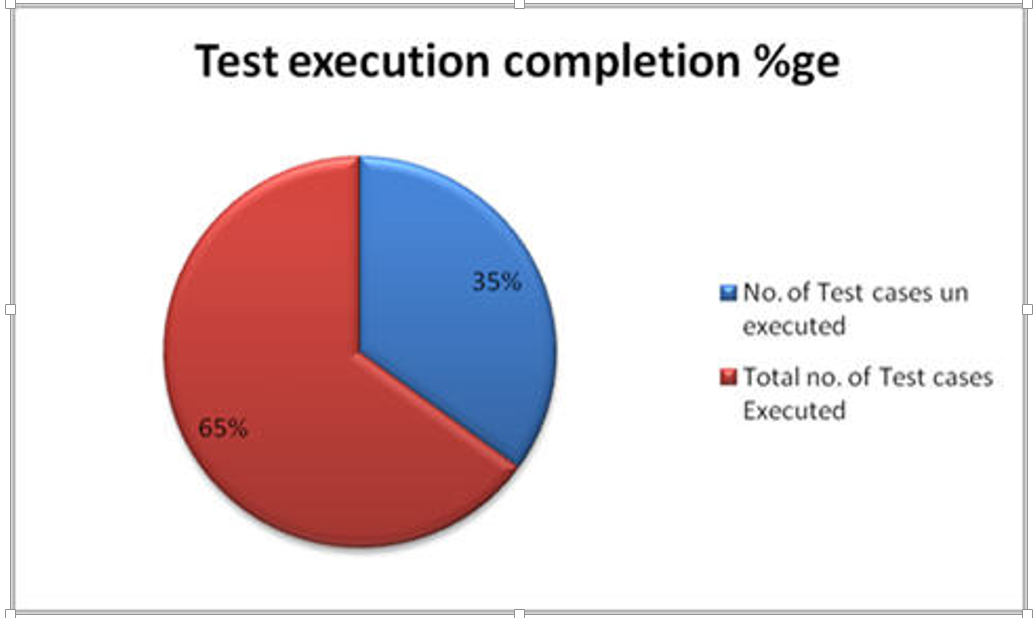 Test execution completion %ge
35%
65%
No. of Test cases un
executed
Total no. of Test cases
Executed